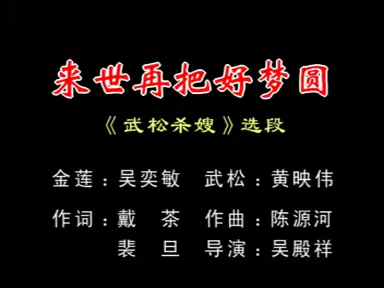 来世再把好梦圆
《武松杀嫂》选段
金莲：吴奕敏 武松：黄映伟
作词：戴 茶 作曲：陈源河
裴 旦 导演：吴殿祥